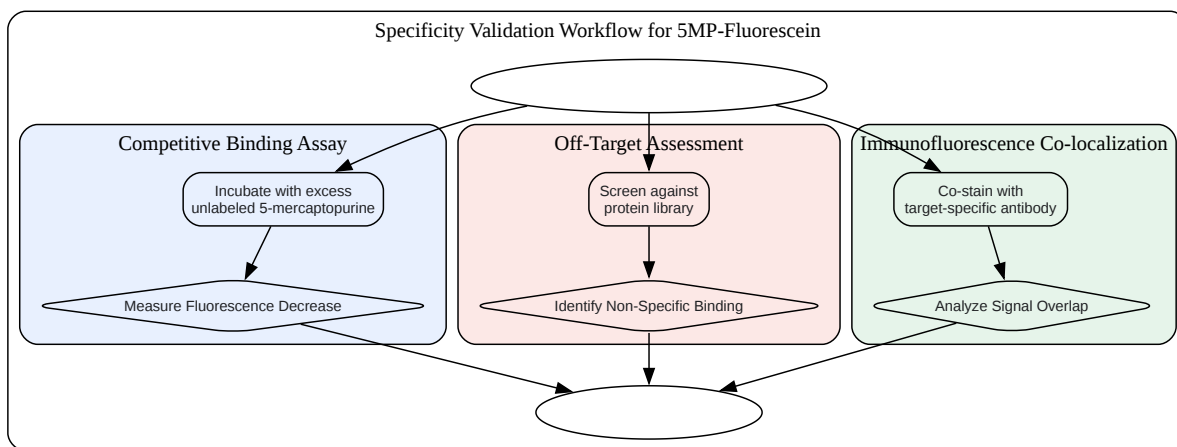 Specificity Validation Workflow for 5MP-Fluorescein
Competitive Binding Assay
Incubate with excess
unlabeled 5-mercaptopurine
Measure Fluorescence Decrease
Off-Target Assessment
Screen against
protein library
Identify Non-Specific Binding
Immunofluorescence Co-localization
Co-stain with
target-specific antibody
Analyze Signal Overlap